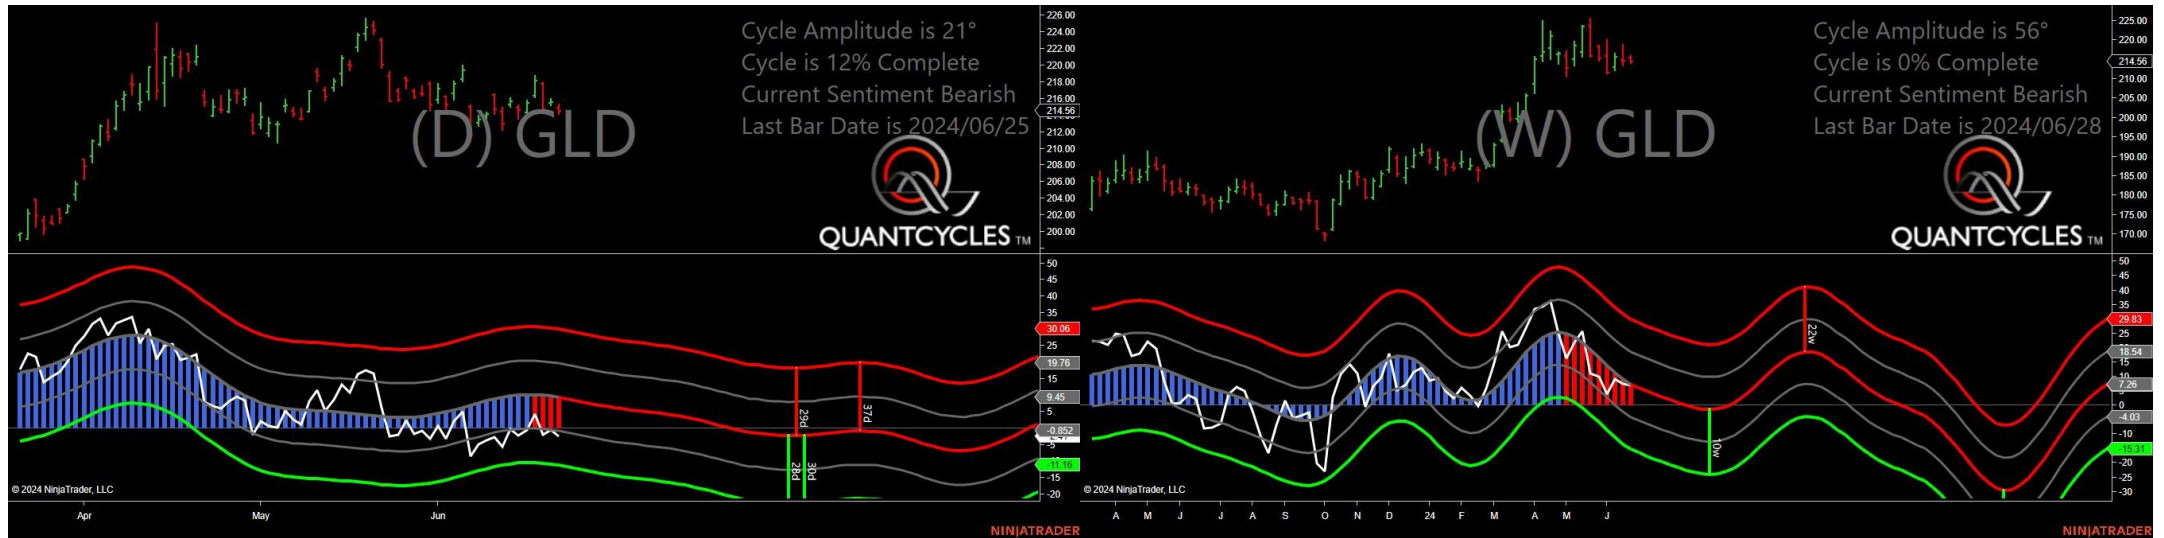 Cycle Amplitude is 21°
Cycle is 12% Complete
Current Sentiment Bearish
Last Bar Date is 2024/06/25
(D) GLD
QUANTCYCLES TM
226.00
224.00
222.00
220.00
218.00
216.00
214.56
212.00
210.00
208.00
206.00
204.00
202.00
200.00
50
45
40
35
30.06
25
19.76
15
9.45
5
-0.852
-5
-11.16
-15
-20
29d
37d
28d
30d
© 2024 NinjaTrader, LLC
Apr May Jun
NINJATRADER
Cycle Amplitude is 56°
Cycle is 0% Complete
Current Sentiment Bearish
Last Bar Date is 2024/06/28
(W) GLD
QUANTCYCLES TM
225.00
220.00
214.56
210.00
205.00
200.00
195.00
190.00
185.00
180.00
175.00
170.00
50
45
40
35
29.83
25
18.54
15
10
7.26
0
-4.03
-10
-15.31
-20
-25
-30
22w
10w
© 2024 NinjaTrader, LLC
A M J J A S O N D 24 F M A M J
NINJATRADER